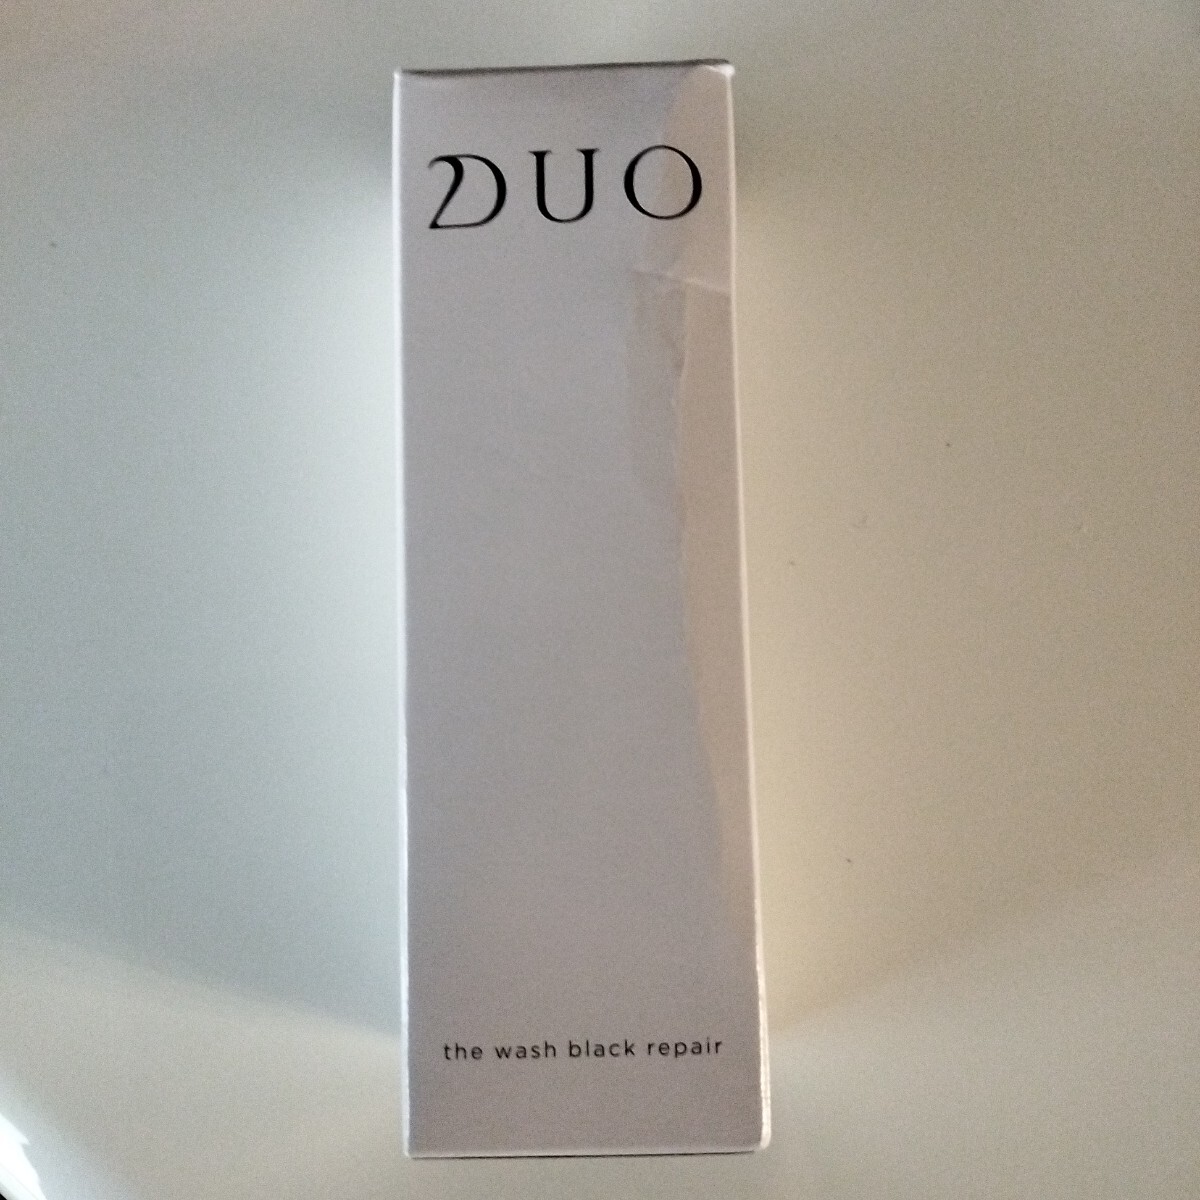 DUO
the wash black repair